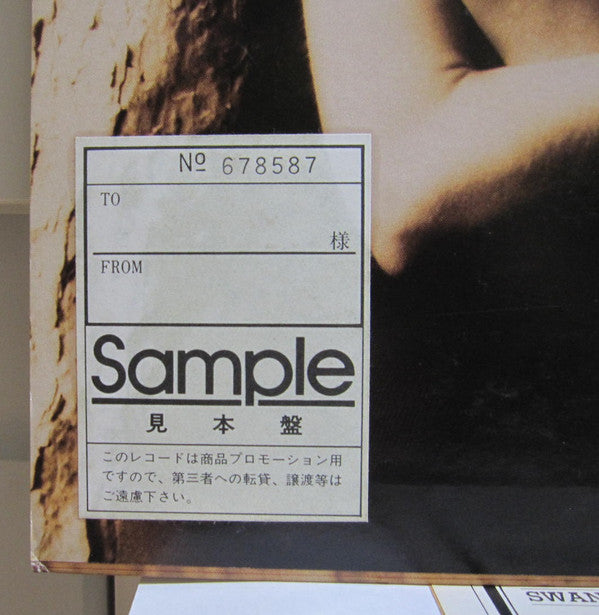 Nº 678587
TO
様
FROM
Sample
見本盤
このレコードは商品プロモーション用
ですので、第三者への転貸、譲渡等は
ご遠慮下さい。
SWAN